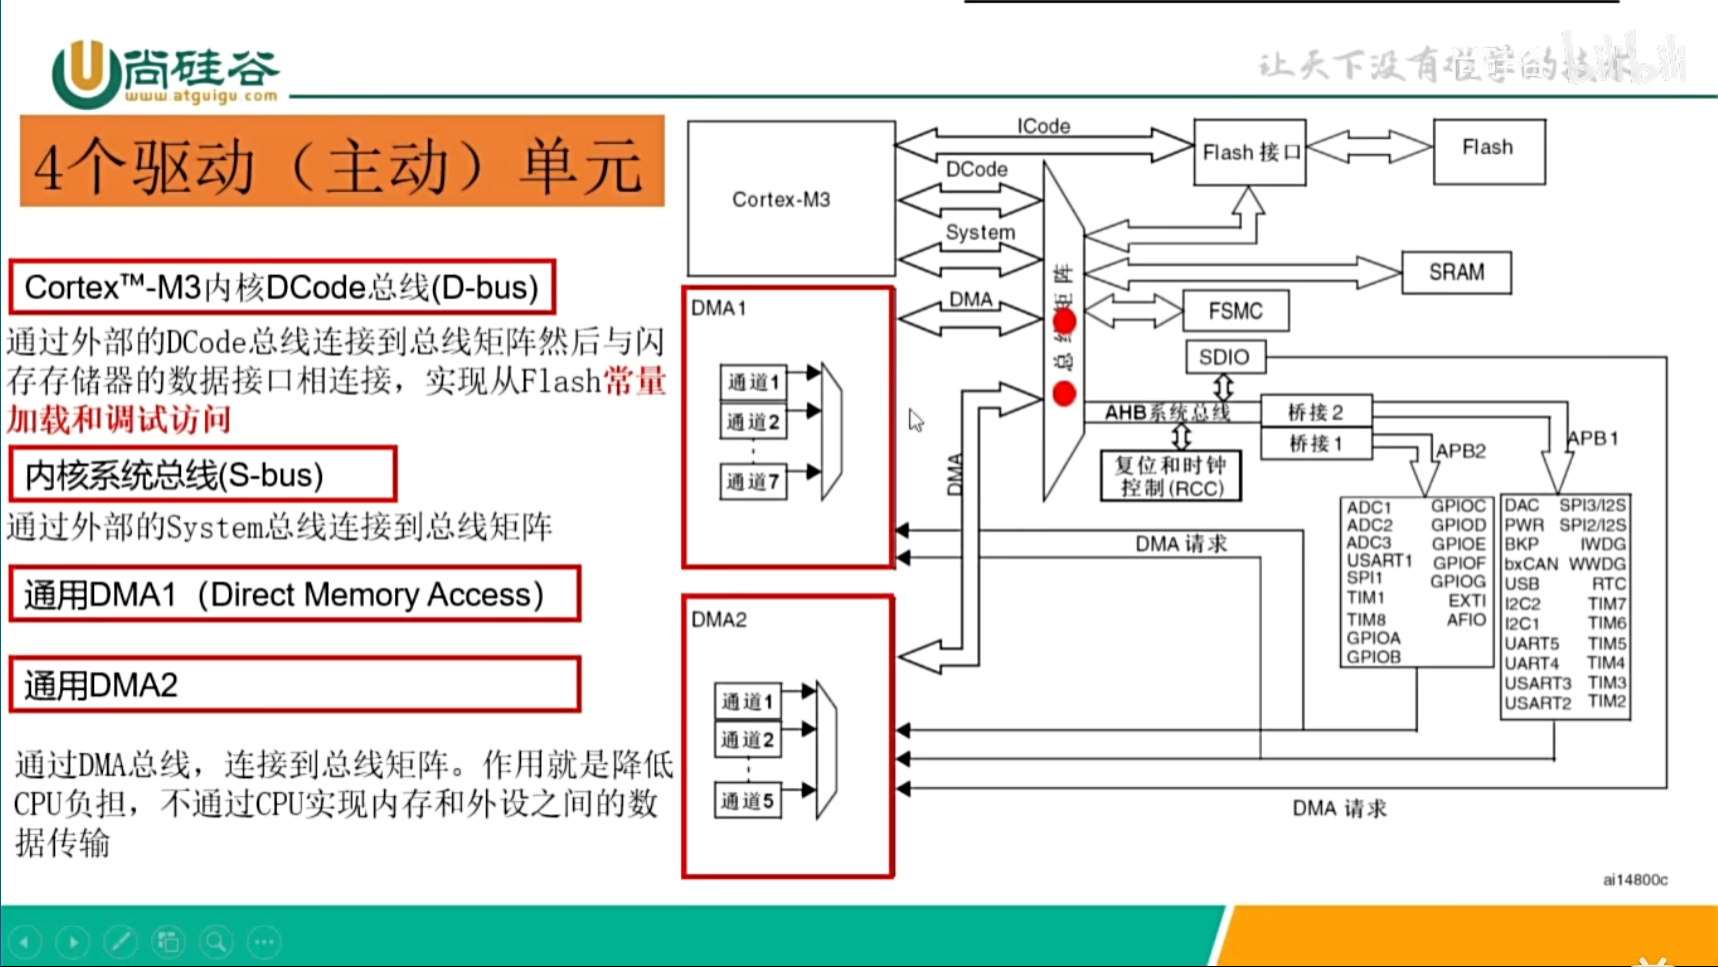 尚硅谷
www.atguigu.com
4个驱动（主动）单元
Cortex™-M3内核DCode总线(D-bus)
通过外部的DCode总线连接到总线矩阵然后与闪
存存储器的数据接口相连接，实现从Flash常量
加载和调试访问
内核系统总线(S-bus)
通过外部的System总线连接到总线矩阵
通用DMA1（Direct Memory Access）
通用DMA2
通过DMA总线，连接到总线矩阵。作用就是降低
CPU负担，不通过CPU实现内存和外设之间的数
据传输
让天下没有
的技术
bilibili
Cortex-M3
ICode
DCode
System
DMA
Flash 接口
Flash
SRAM
FSMC
SDIO
总线矩阵
AHB系统总线
桥接2
桥接1
APB2
APB1
复位和时钟
控制(RCC)
DMA1
通道1
通道2
通道7
DMA
DMA 请求
ADC1 GPIOC
ADC2 GPIOD
ADC3 GPIOE
USART1 GPIOF
SPI1 GPIOG
TIM1 EXTI
TIM8 AFIO
GPIOA
GPIOB
DAC SPI3/I2S
PWR SPI2/I2S
BKP IWDG
bxCAN WWDG
USB RTC
I2C2 TIM7
I2C1 TIM6
UART5 TIM5
UART4 TIM4
USART3 TIM3
USART2 TIM2
DMA2
通道1
通道2
通道5
DMA 请求
ai14800c